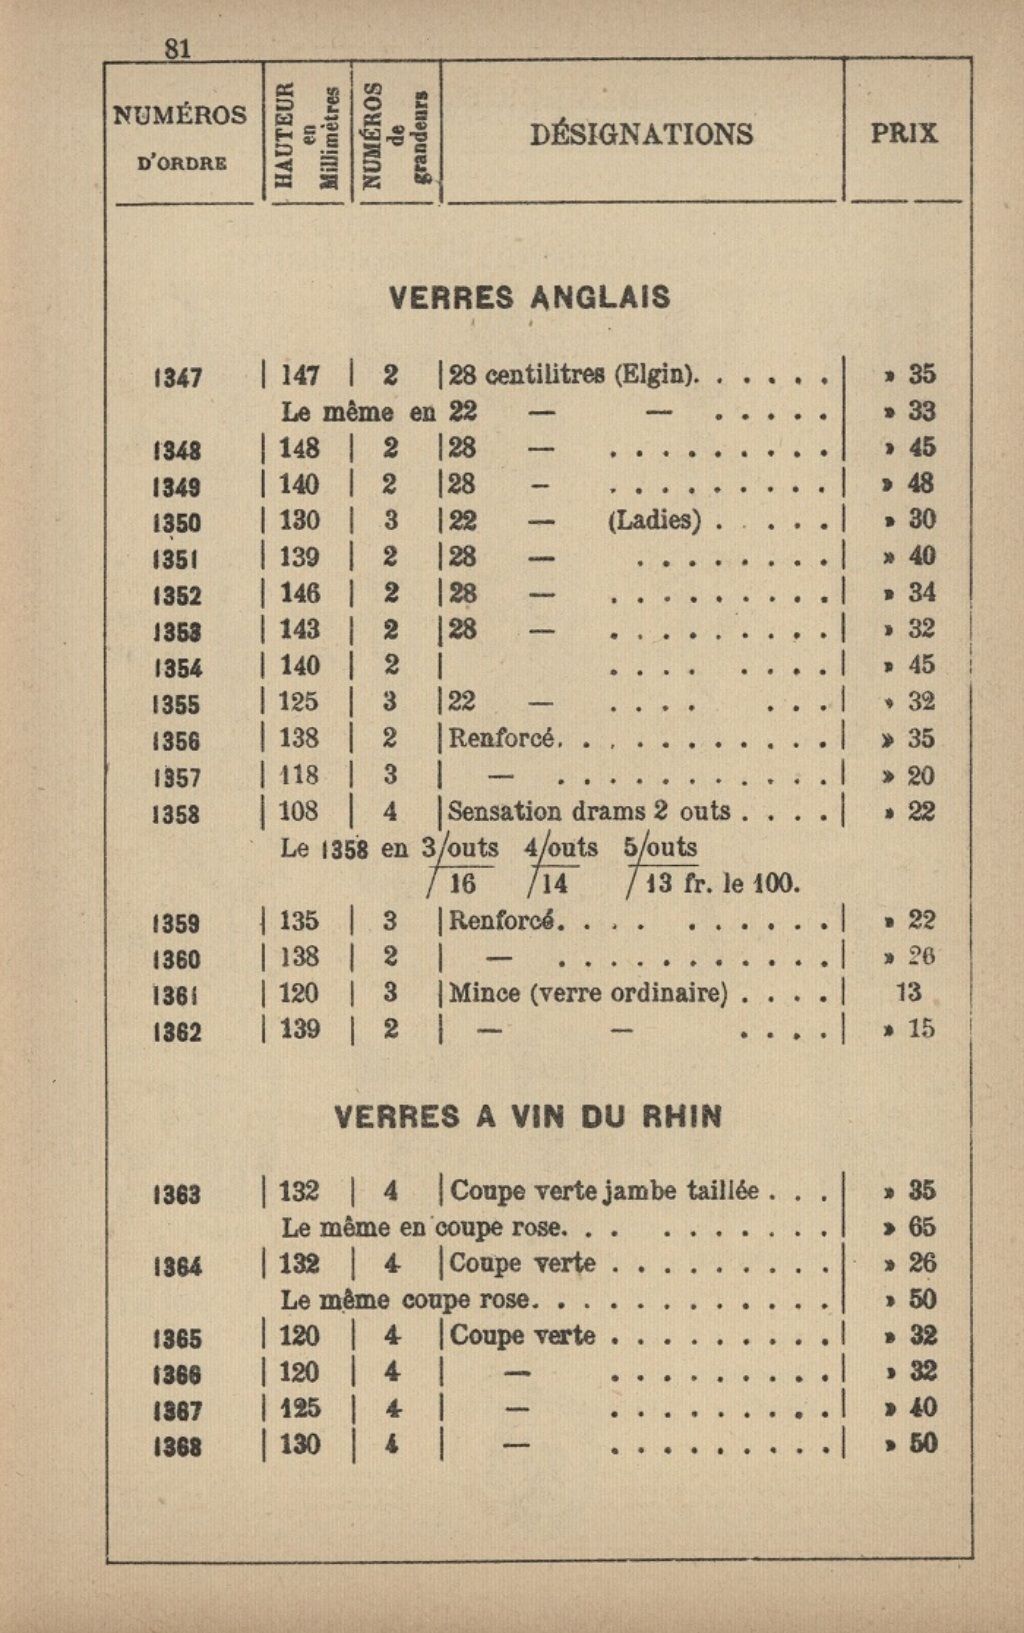 81
NUMÉROS D'ORDRE | HAUTEUR en Millimètres | NUMÉROS de grandeurs | DÉSIGNATIONS | PRIX
VERRES ANGLAIS
1347 | 147 | 2 | 28 centilitres (Elgin). . . . . . | » 35
Le même en 22 — — . . . . . | » 33
1348 | 148 | 2 | 28 — . . . . . . . . . | » 45
1349 | 140 | 2 | 28 — . . . . . . . . . | » 48
1350 | 130 | 3 | 22 — (Ladies) . . . . . | » 30
1351 | 139 | 2 | 28 — . . . . . . . . | » 40
1352 | 146 | 2 | 28 — . . . . . . . . . | » 34
1353 | 143 | 2 | 28 — . . . . . . . . . | » 32
1354 | 140 | 2 | . . . . . . . . | » 45
1355 | 125 | 3 | 22 — . . . . . . . | » 32
1356 | 138 | 2 | Renforcé. . . . . . . . . . . | » 35
1357 | 118 | 3 | — . . . . . . . . . . . | » 20
1358 | 108 | 4 | Sensation drams 2 outs . . . . | » 22
Le 1358 en 3/outs 4/outs 5/outs
/16 /14 /13 fr. le 100.
1359 | 135 | 3 | Renforcé. . . . . . . . . . | » 22
1360 | 138 | 2 | — . . . . . . . . . . . | » 26
1361 | 120 | 3 | Mince (verre ordinaire) . . . . | 13
1362 | 139 | 2 | — — . . . . | » 15
VERRES A VIN DU RHIN
1363 | 132 | 4 | Coupe verte jambe taillée . . . | » 35
Le même en coupe rose. . . . . . . . . . | » 65
1364 | 132 | 4 | Coupe verte . . . . . . . . . | » 26
Le même coupe rose. . . . . . . . . . . . | » 50
1365 | 120 | 4 | Coupe verte . . . . . . . . . | » 32
1366 | 120 | 4 | — . . . . . . . . . | » 32
1367 | 125 | 4 | — . . . . . . . . . | » 40
1368 | 130 | 4 | — . . . . . . . . . | » 50